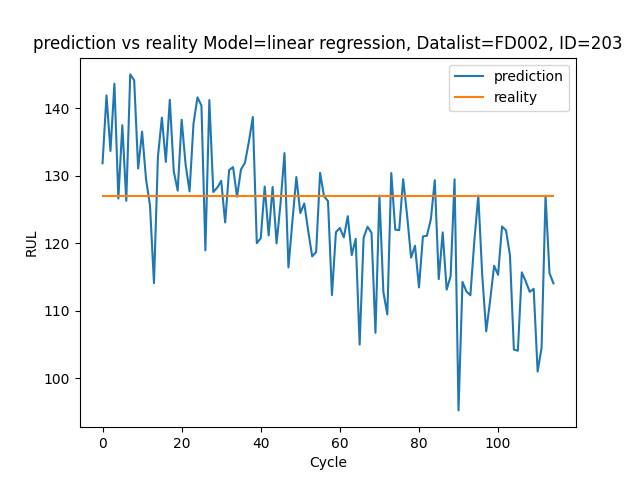 prediction vs reality Model=linear regression, Datalist=FD002, ID=203
prediction
reality
RUL
140
130
120
110
100
0 20 40 60 80 100
Cycle